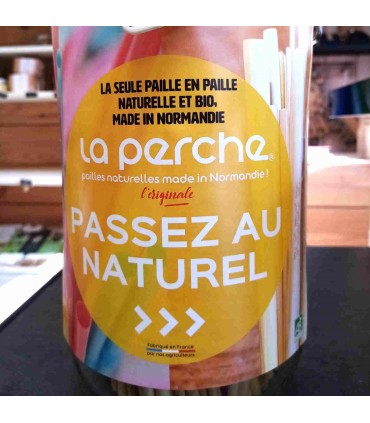 LA SEULE PAILLE EN PAILLE
NATURELLE ET BIO,
MADE IN NORMANDIE
La perche®
pailles naturelles made in Normandie !
l'originale
PASSEZ AU
NATUREL
>>>
Fabriqué en France
par nos agriculteurs